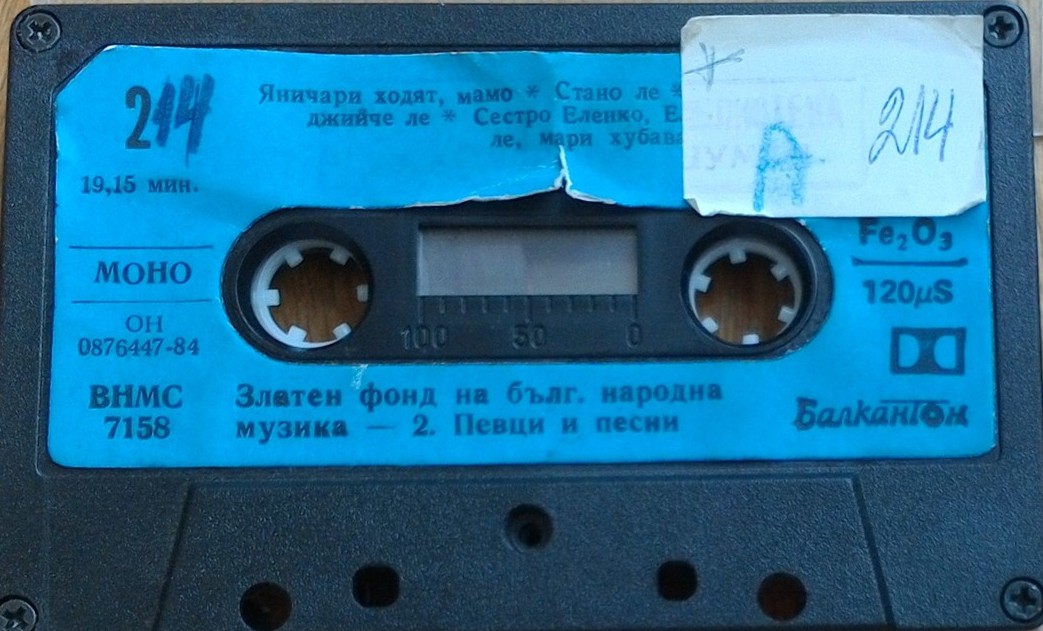 Яничари ходят, мамо * Стано ле *
джийче ле * Сестро Еленко, Е
ле, мари хубава
214
А
214
19,15 мин.
МОНО
ОН
0876447-84
ВНМС
7158
Fe₂O₃
120μS
100 50 0
Златен фонд на бълг. народна
музика — 2. Певци и песни
Балкантон